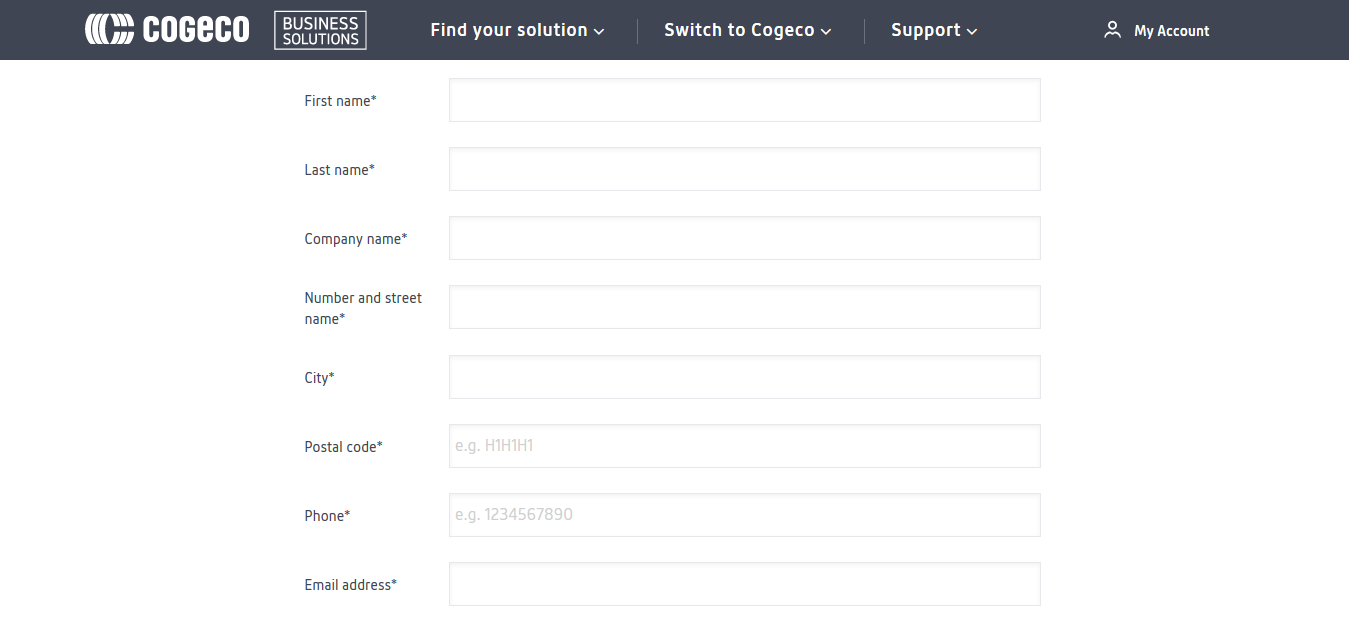 cogeco
BUSINESS
SOLUTIONS
Find your solution
Switch to Cogeco
Support
My Account
First name*
Last name*
Company name*
Number and street
name*
City*
Postal code*
e.g. H1H1H1
Phone*
e.g. 1234567890
Email address*